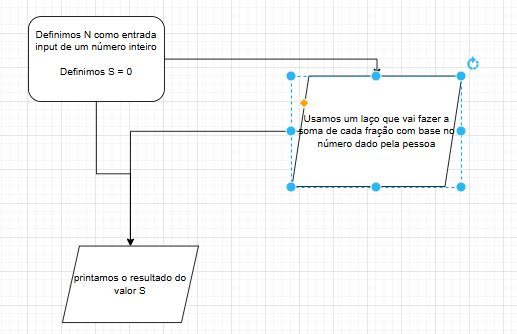 Definimos N como entrada
input de um número inteiro
Definimos S = 0
Usamos um laço que vai fazer a
soma de cada fração com base no
número dado pela pessoa
printamos o resultado do
valor S